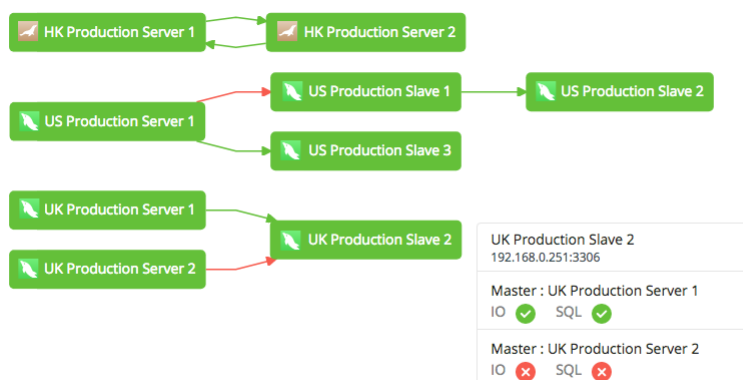 HK Production Server 1
HK Production Server 2
US Production Slave 1
US Production Slave 2
US Production Server 1
US Production Slave 3
UK Production Server 1
UK Production Slave 2
UK Production Server 2
UK Production Slave 2
192.168.0.251:3306
Master : UK Production Server 1
IO SQL
Master : UK Production Server 2
IO SQL